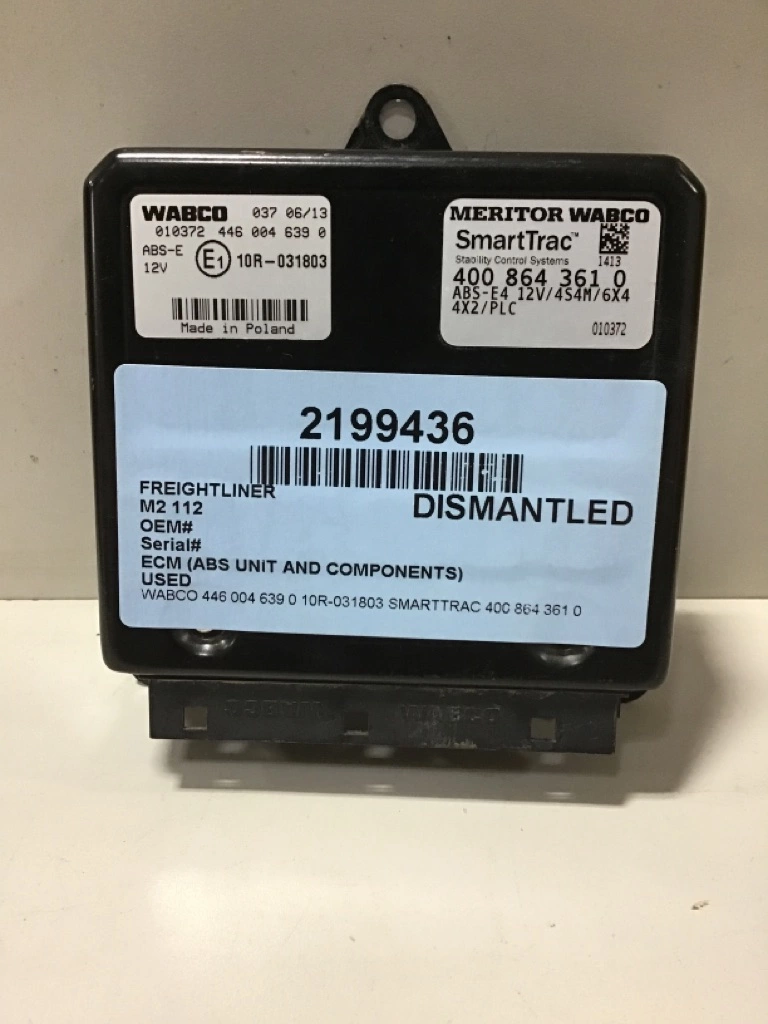 WABCO 037 06/13
010372 446 004 639 0
ABS-E
12V
E1 10R-031803
Made in Poland
MERITOR WABCO
SmartTrac™
Stability Control Systems 1413
400 864 361 0
ABS-E4 12V/4S4M/6X4
4X2/PLC
010372
2199436
FREIGHTLINER
M2 112
DISMANTLED
OEM#
Serial#
ECM (ABS UNIT AND COMPONENTS)
USED
WABCO 446 004 639 0 10R-031803 SMARTTRAC 400 864 361 0